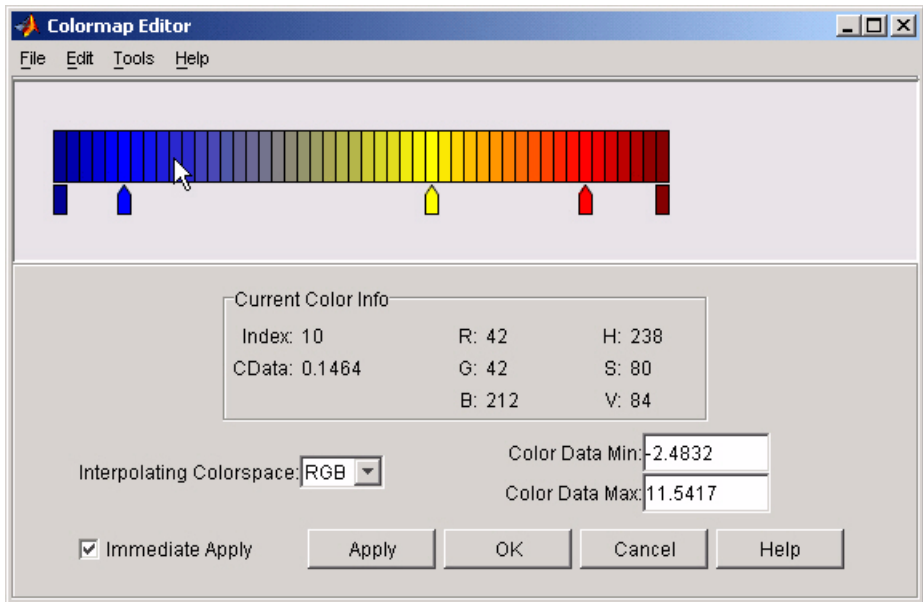 Colormap Editor
File Edit Tools Help
Current Color Info
Index: 10 R: 42 H: 238
CData: 0.1464 G: 42 S: 80
B: 212 V: 84
Interpolating Colorspace: RGB
Color Data Min: -2.4832
Color Data Max: 11.5417
Immediate Apply Apply OK Cancel Help